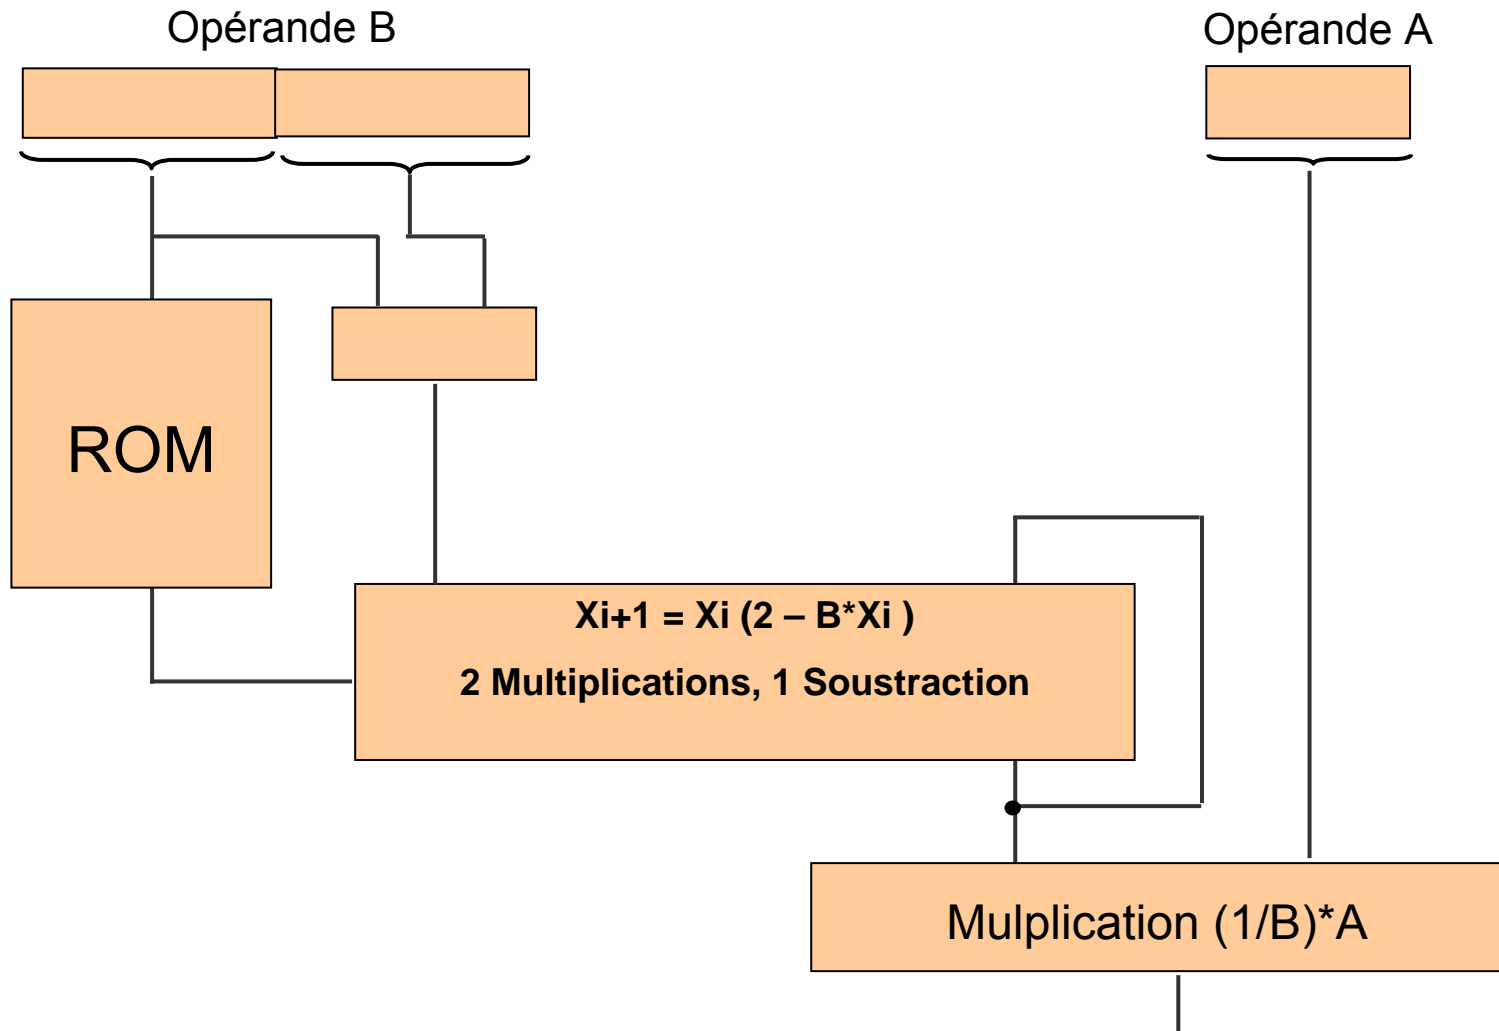 Opérande B
Opérande A
ROM
Xi+1 = Xi (2 – B*Xi )
2 Multiplications, 1 Soustraction
Mulplication (1/B)*A